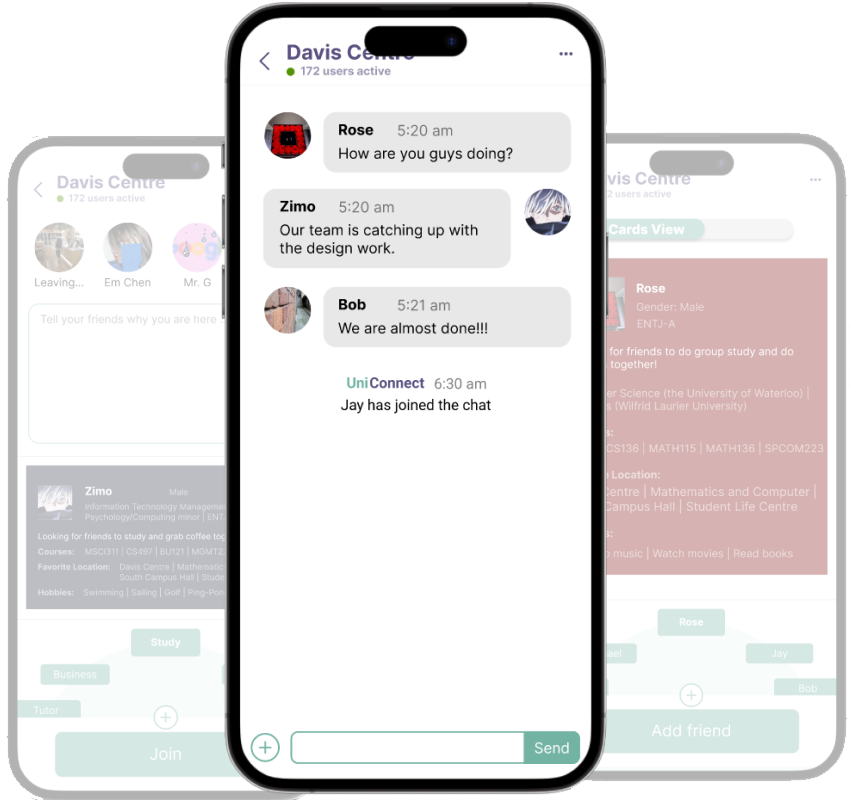 Davis Centre
172 users active
Rose 5:20 am
How are you guys doing?
Zimo 5:20 am
Our team is catching up with
the design work.
Bob 5:21 am
We are almost done!!!
UniConnect 6:30 am
Jay has joined the chat
Send
Davis Centre
172 users active
Leaving...
Em Chen
Mr. G
Tell your friends why you are here
Zimo Male
Information Technology
Psychology/Computing minor |
Looking for friends to study and grab coffee
Courses: MSCI311 | CS497 | BU121 | MGMT2
Favorite Location: Davis Centre | Mathematic
South Campus Hall |
Hobbies: Swimming | Sailing | Golf | Ping-Pon
Study
Business
Tutor
Join
vis Centre
2 users active
Cards View
Rose
Gender: Male
ENTJ-A
for friends to do group study and do
together!
er Science (the University of Waterloo) |
s (Wilfrid Laurier University)
s:
CS136 | MATH115 | MATH136 | SPCOM223
e Location:
Centre | Mathematics and Computer |
Campus Hall | Student Life Centre
s:
music | Watch movies | Read books
Rose
ael
Jay
Bob
Add friend